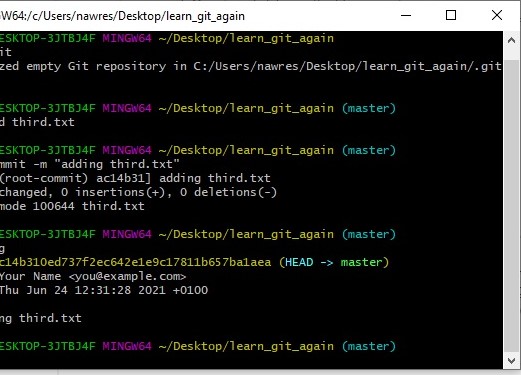 GW64:/c/Users/nawres/Desktop/learn_git_again
DESKTOP-3JTBJ4F MINGW64 ~/Desktop/learn_git_again
it
zed empty Git repository in C:/Users/nawres/Desktop/learn_git_again/.git
DESKTOP-3JTBJ4F MINGW64 ~/Desktop/learn_git_again (master)
d third.txt
DESKTOP-3JTBJ4F MINGW64 ~/Desktop/learn_git_again (master)
mmit -m "adding third.txt"
(root-commit) ac14b31] adding third.txt
changed, 0 insertions(+), 0 deletions(-)
mode 100644 third.txt
DESKTOP-3JTBJ4F MINGW64 ~/Desktop/learn_git_again (master)
g
c14b310ed737f2ec642e1e9c17811b657ba1aea (HEAD -> master)
Your Name <you@example.com>
Thu Jun 24 12:31:28 2021 +0100
ng third.txt
DESKTOP-3JTBJ4F MINGW64 ~/Desktop/learn_git_again (master)